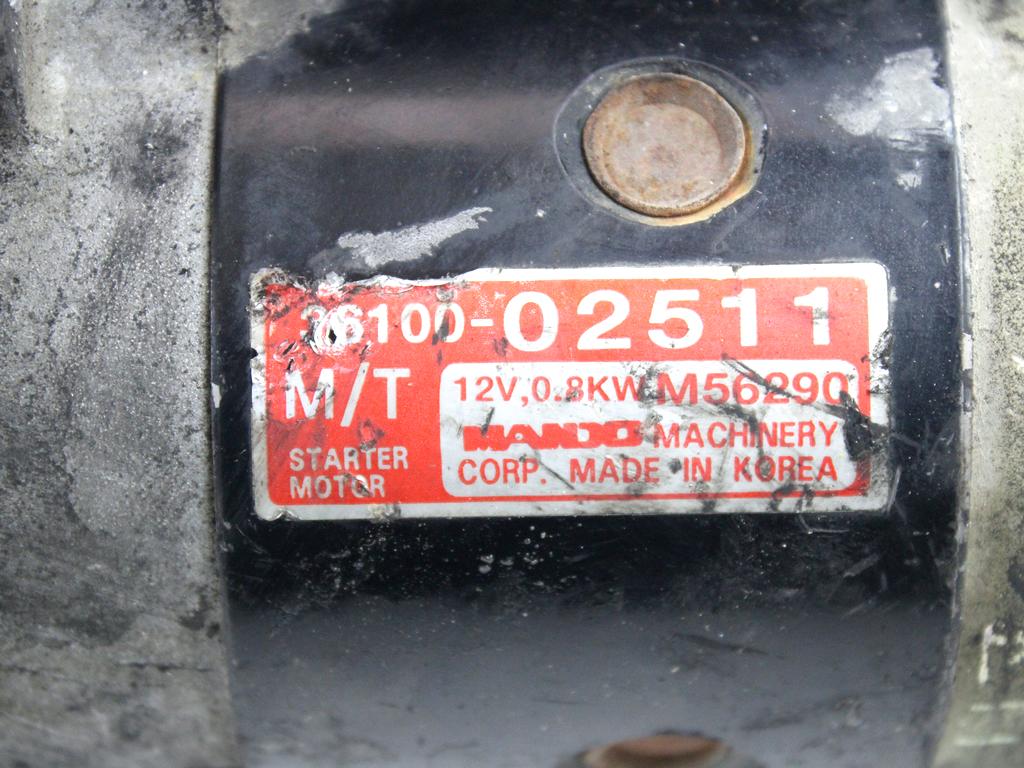 36100-02511
M/T
STARTER
MOTOR
12V,0.8KW M56290
MANDO MACHINERY
CORP. MADE IN KOREA